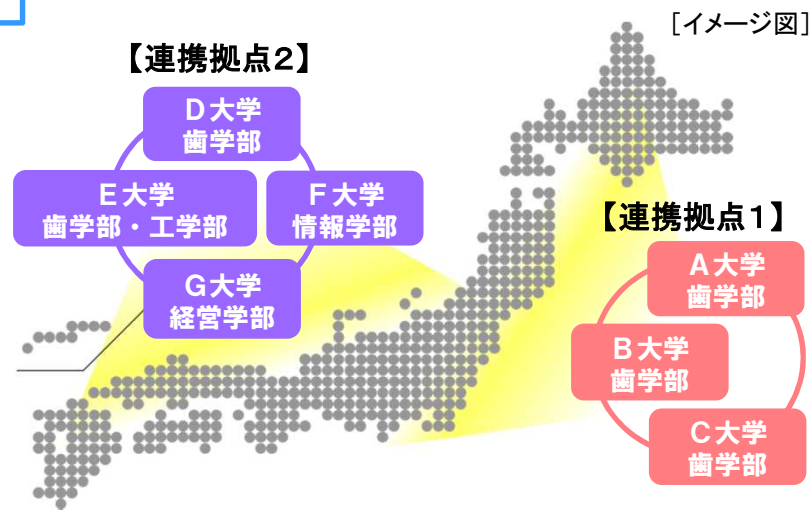 [イメージ図]
【連携拠点2】
D大学
歯学部
E大学
歯学部・工学部
F大学
情報学部
G大学
経営学部
【連携拠点1】
A大学
歯学部
B大学
歯学部
C大学
歯学部